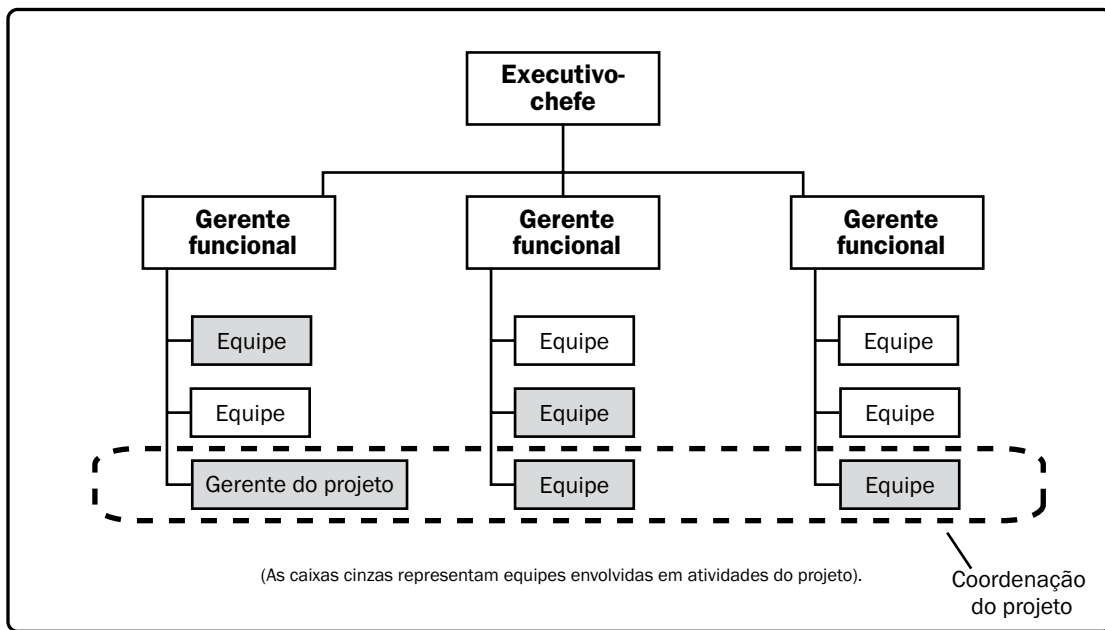 Executivo-
chefe
Gerente
funcional
Gerente
funcional
Gerente
funcional
Equipe
Equipe
Equipe
Equipe
Equipe
Equipe
Gerente do projeto
Equipe
Equipe
(As caixas cinzas representam equipes envolvidas em atividades do projeto).
Coordenação
do projeto